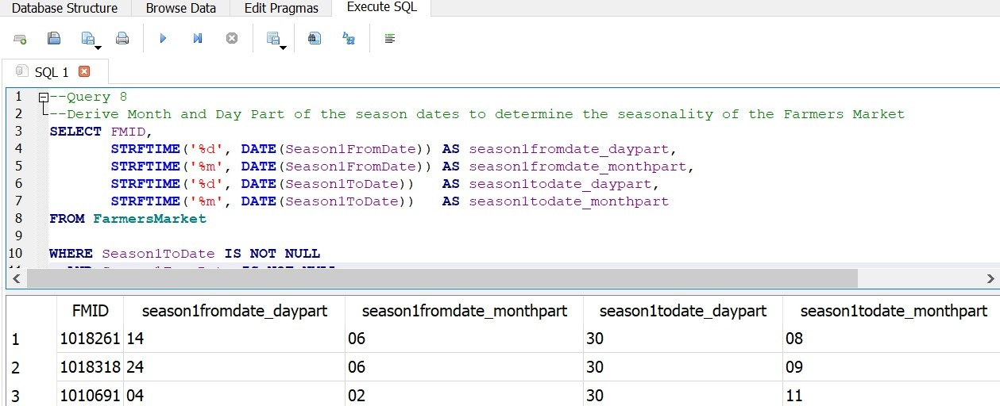 Database Structure Browse Data Edit Pragmas Execute SQL
SQL 1
1 --Query 8
2 --Derive Month and Day Part of the season dates to determine the seasonality of the Farmers Market
3 SELECT FMID,
4 STRFTIME('%d', DATE(Season1FromDate)) AS season1fromdate_daypart,
5 STRFTIME('%m', DATE(Season1FromDate)) AS season1fromdate_monthpart,
6 STRFTIME('%d', DATE(Season1ToDate)) AS season1todate_daypart,
7 STRFTIME('%m', DATE(Season1ToDate)) AS season1todate_monthpart
8 FROM FarmersMarket
9
10 WHERE Season1ToDate IS NOT NULL
FMID season1fromdate_daypart season1fromdate_monthpart season1todate_daypart season1todate_monthpart
1 1018261 14 06 30 08
2 1018318 24 06 30 09
3 1010691 04 02 30 11